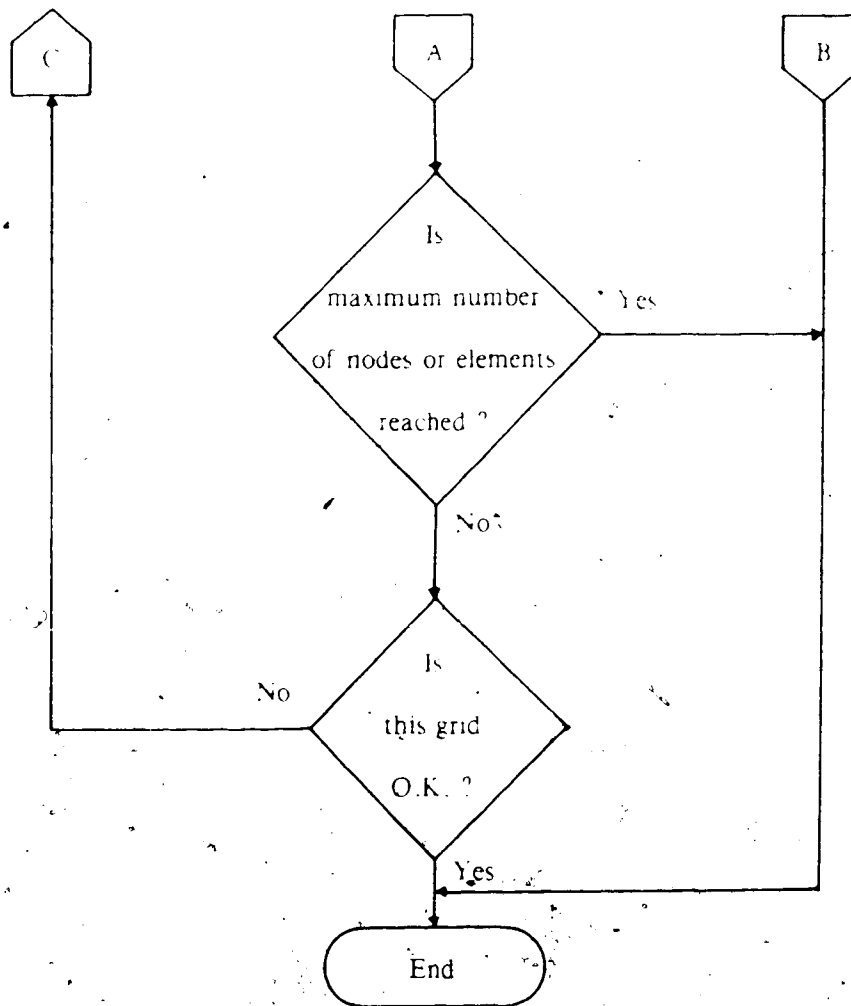 C
A
B
Is
maximum number
of nodes or elements
reached ?
Yes
No
Is
this grid
O.K. ?
No
Yes
End